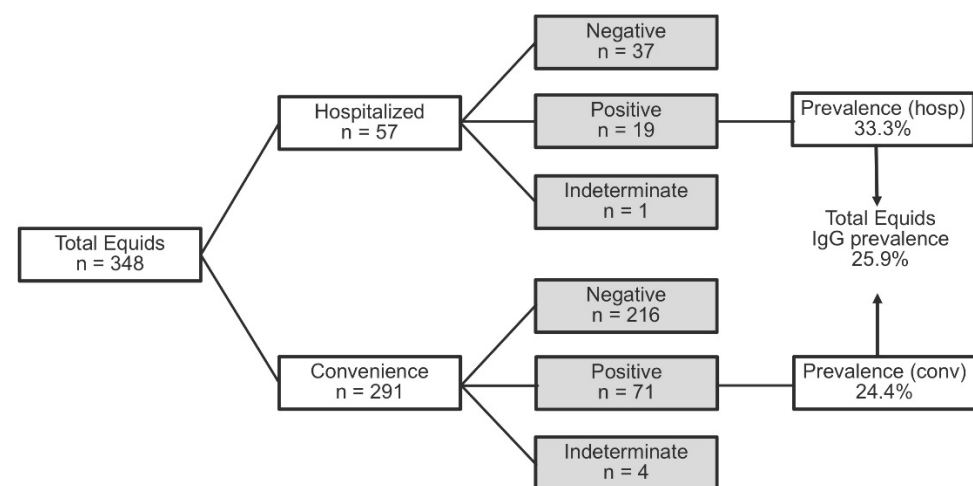 Total Equids
n = 348
Hospitalized
n = 57
Negative
n = 37
Positive
n = 19
Indeterminate
n = 1
Prevalence (hosp)
33.3%
Convenience
n = 291
Negative
n = 216
Positive
n = 71
Indeterminate
n = 4
Prevalence (conv)
24.4%
Total Equids
IgG prevalence
25.9%